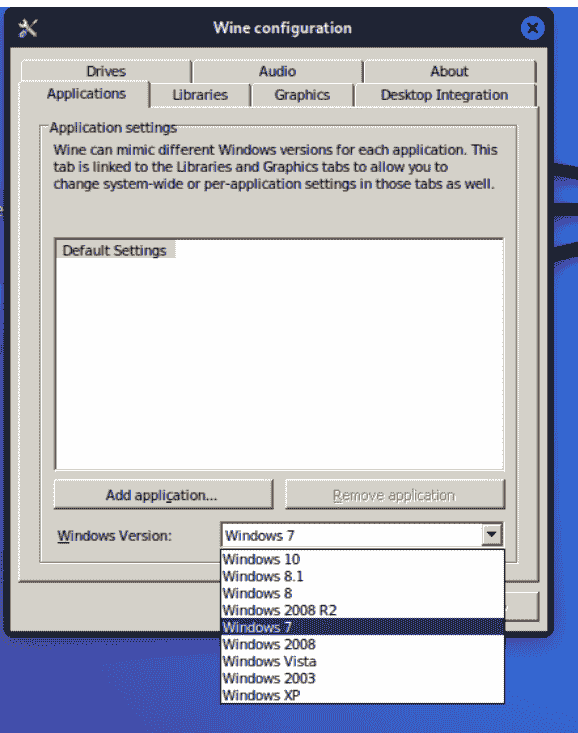 Wine configuration
Drives Audio About
Applications Libraries Graphics Desktop Integration
Application settings
Wine can mimic different Windows versions for each application. This
tab is linked to the Libraries and Graphics tabs to allow you to
change system-wide or per-application settings in those tabs as well.
Default Settings
Add application... Remove application
Windows Version: Windows 7
Windows 10
Windows 8.1
Windows 8
Windows 2008 R2
Windows 7
Windows 2008
Windows Vista
Windows 2003
Windows XP